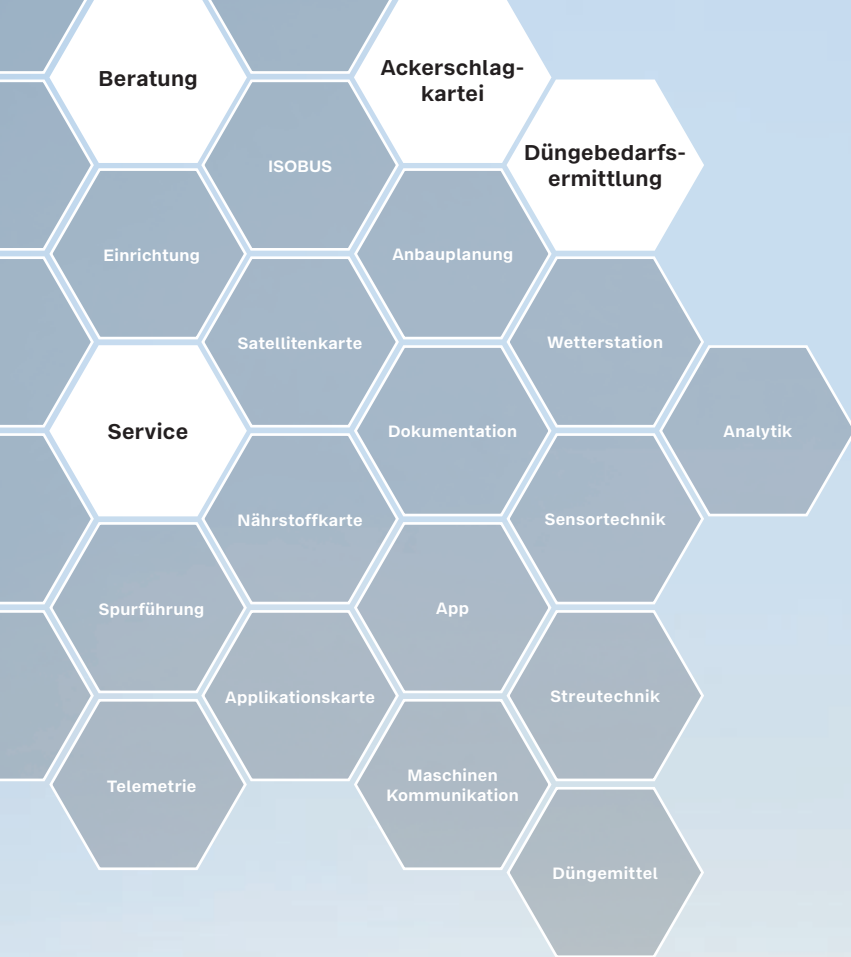 Beratung
Ackerschlag-
kartei
Düngebedarfs-
ermittlung
ISOBUS
Einrichtung
Anbauplanung
Satellitenkarte
Wetterstation
Service
Dokumentation
Analytik
Nährstoffkarte
Sensortechnik
Spurführung
App
Applikationskarte
Streutechnik
Telemetrie
Maschinen
Kommunikation
Düngemittel